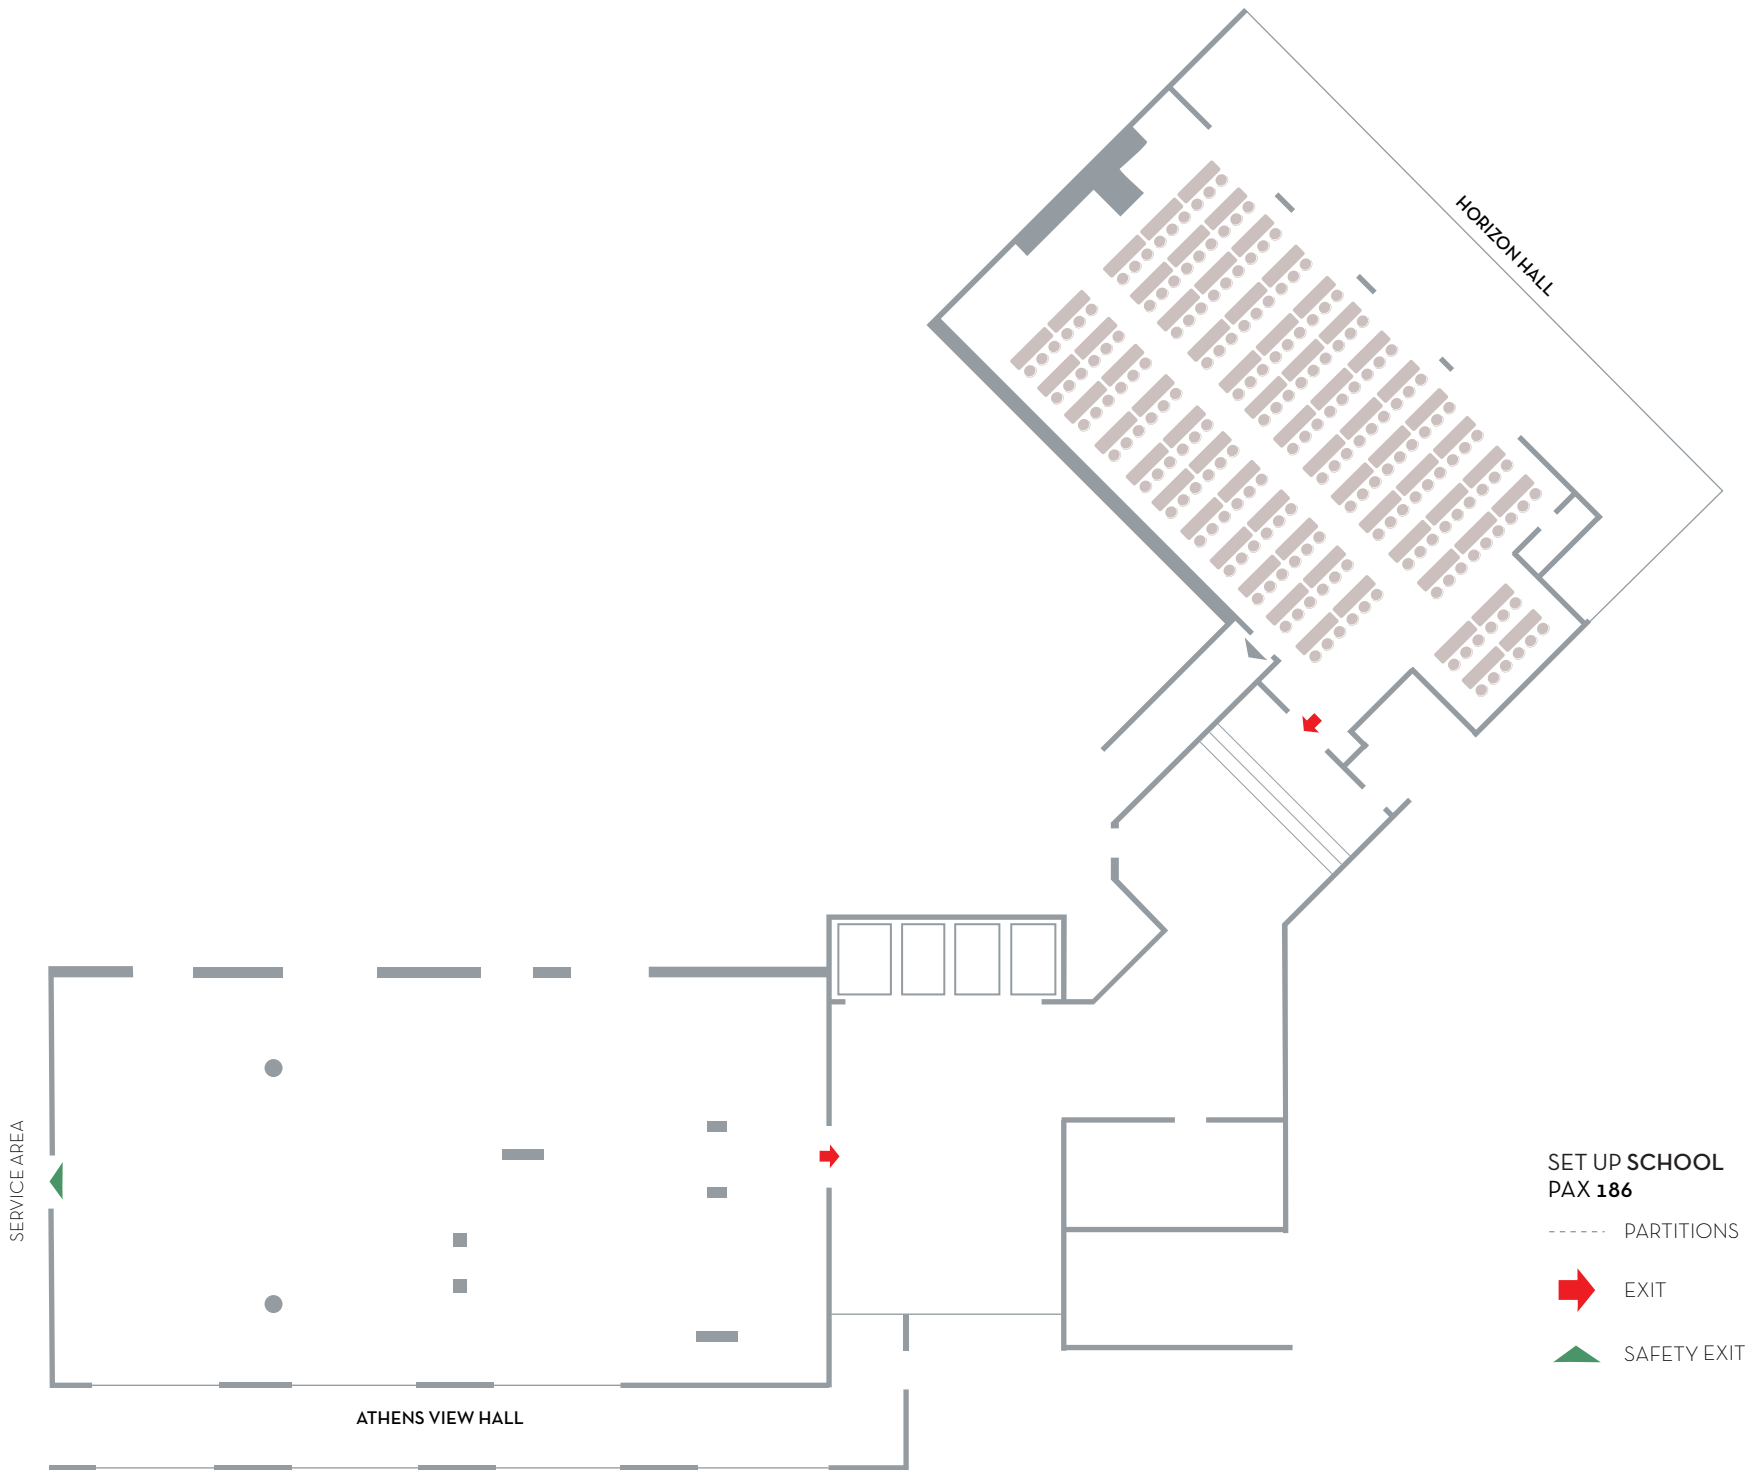 HORIZON HALL
SERVICE AREA
ATHENS VIEW HALL
SET UP SCHOOL
PAX 186
PARTITIONS
EXIT
SAFETY EXIT